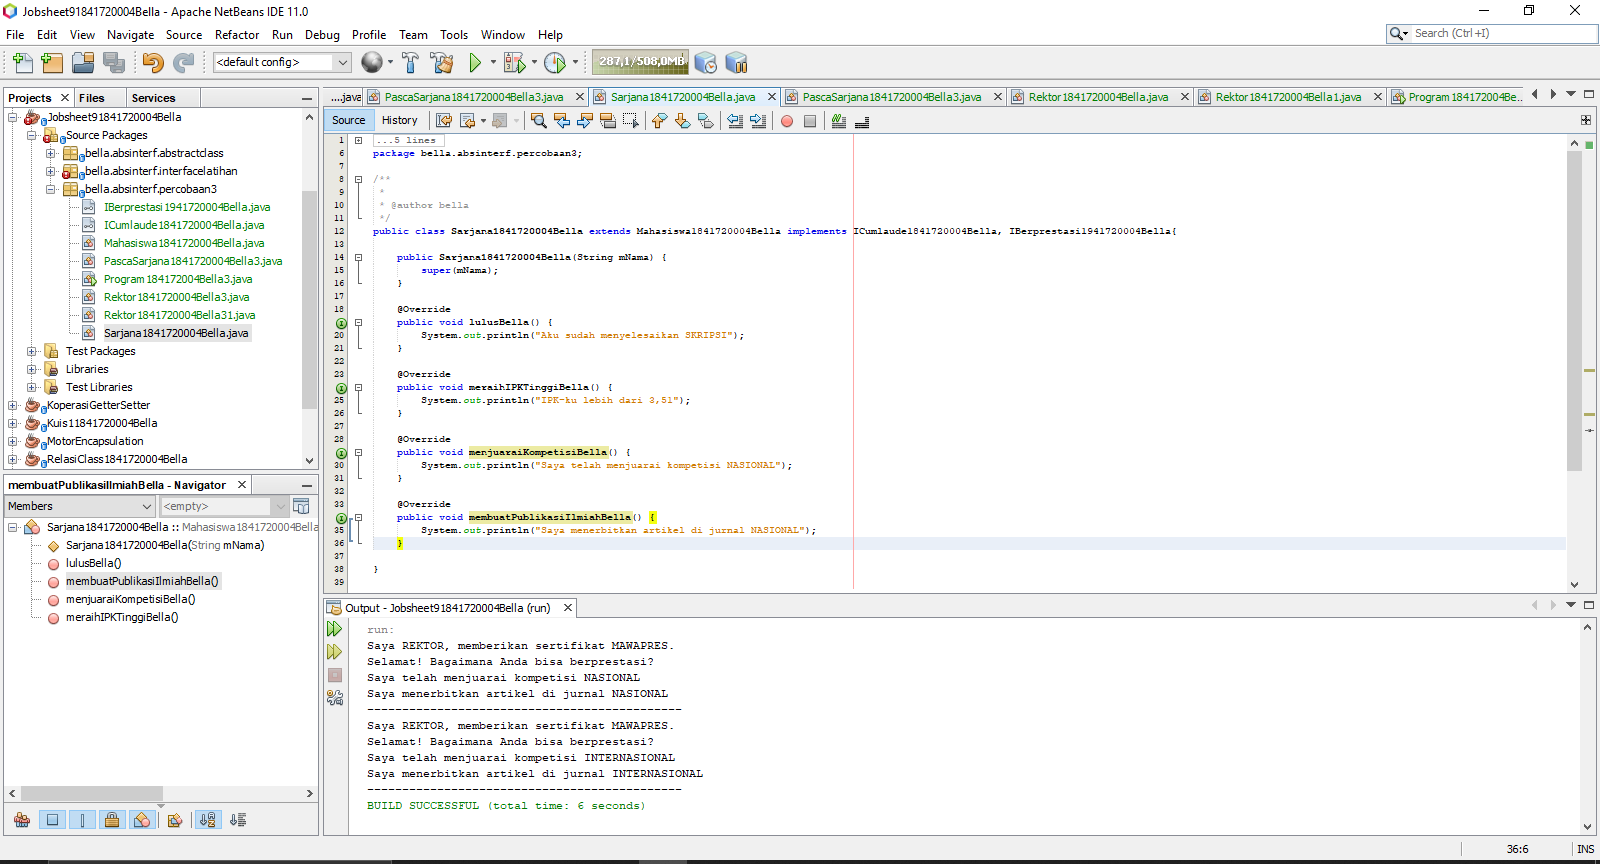 Jobsheet91841720004Bella - Apache NetBeans IDE 11.0
File Edit View Navigate Source Refactor Run Debug Profile Team Tools Window Help
Search (Ctrl+I)
<default config>
287,1/508,0MB
Projects Files Services
Jobsheet91841720004Bella
Source Packages
bella.absinterf.abstractclass
bella.absinterf.interfacelatihan
bella.absinterf.percobaan3
IBerprestasi1941720004Bella.java
ICumlaude1841720004Bella.java
Mahasiswa1841720004Bella.java
PascaSarjana1841720004Bella3.java
Program1841720004Bella3.java
Rektor1841720004Bella3.java
Rektor1841720004Bella31.java
Sarjana1841720004Bella.java
Test Packages
Libraries
Test Libraries
KoperasiGetterSetter
Kuis11841720004Bella
MotorEncapsulation
RelasiClass1841720004Bella
membuatPublikasiIlmiahBella - Navigator
Members
<empty>
Sarjana1841720004Bella :: Mahasiswa1841720004Bella
Sarjana1841720004Bella(String mNama)
lulusBella()
membuatPublikasiIlmiahBella()
menjuaraiKompetisiBella()
meraihIPKTinggiBella()
....java PascaSarjana1841720004Bella3.java Sarjana1841720004Bella.java PascaSarjana1841720004Bella3.java Rektor1841720004Bella.java Rektor1841720004Bella1.java Program1841720004Be...
Source History
1 ...5 lines
6 package bella.absinterf.percobaan3;
7
8 /**
9 *
10 * @author bella
11 */
12 public class Sarjana1841720004Bella extends Mahasiswa1841720004Bella implements ICumlaude1841720004Bella, IBerprestasi1941720004Bella{
13
14 public Sarjana1841720004Bella(String mNama) {
15 super(mNama);
16 }
17
18 @Override
public void lulusBella() {
20 System.out.println("Aku sudah menyelesaikan SKRIPSI");
21 }
22
23 @Override
public void meraihIPKTinggiBella() {
25 System.out.println("IPK-ku lebih dari 3,51");
26 }
27
28 @Override
public void menjuaraiKompetisiBella() {
30 System.out.println("Saya telah menjuarai kompetisi NASIONAL");
31 }
32
33 @Override
public void membuatPublikasiIlmiahBella() {
35 System.out.println("Saya menerbitkan artikel di jurnal NASIONAL");
36 }
37
38 }
39
Output - Jobsheet91841720004Bella (run)
run:
Saya REKTOR, memberikan sertifikat MAWAPRES.
Selamat! Bagaimana Anda bisa berprestasi?
Saya telah menjuarai kompetisi NASIONAL
Saya menerbitkan artikel di jurnal NASIONAL
---------------------------------------------
Saya REKTOR, memberikan sertifikat MAWAPRES.
Selamat! Bagaimana Anda bisa berprestasi?
Saya telah menjuarai kompetisi INTERNASIONAL
Saya menerbitkan artikel di jurnal INTERNASIONAL
---------------------------------------------
BUILD SUCCESSFUL (total time: 6 seconds)
36:6 INS